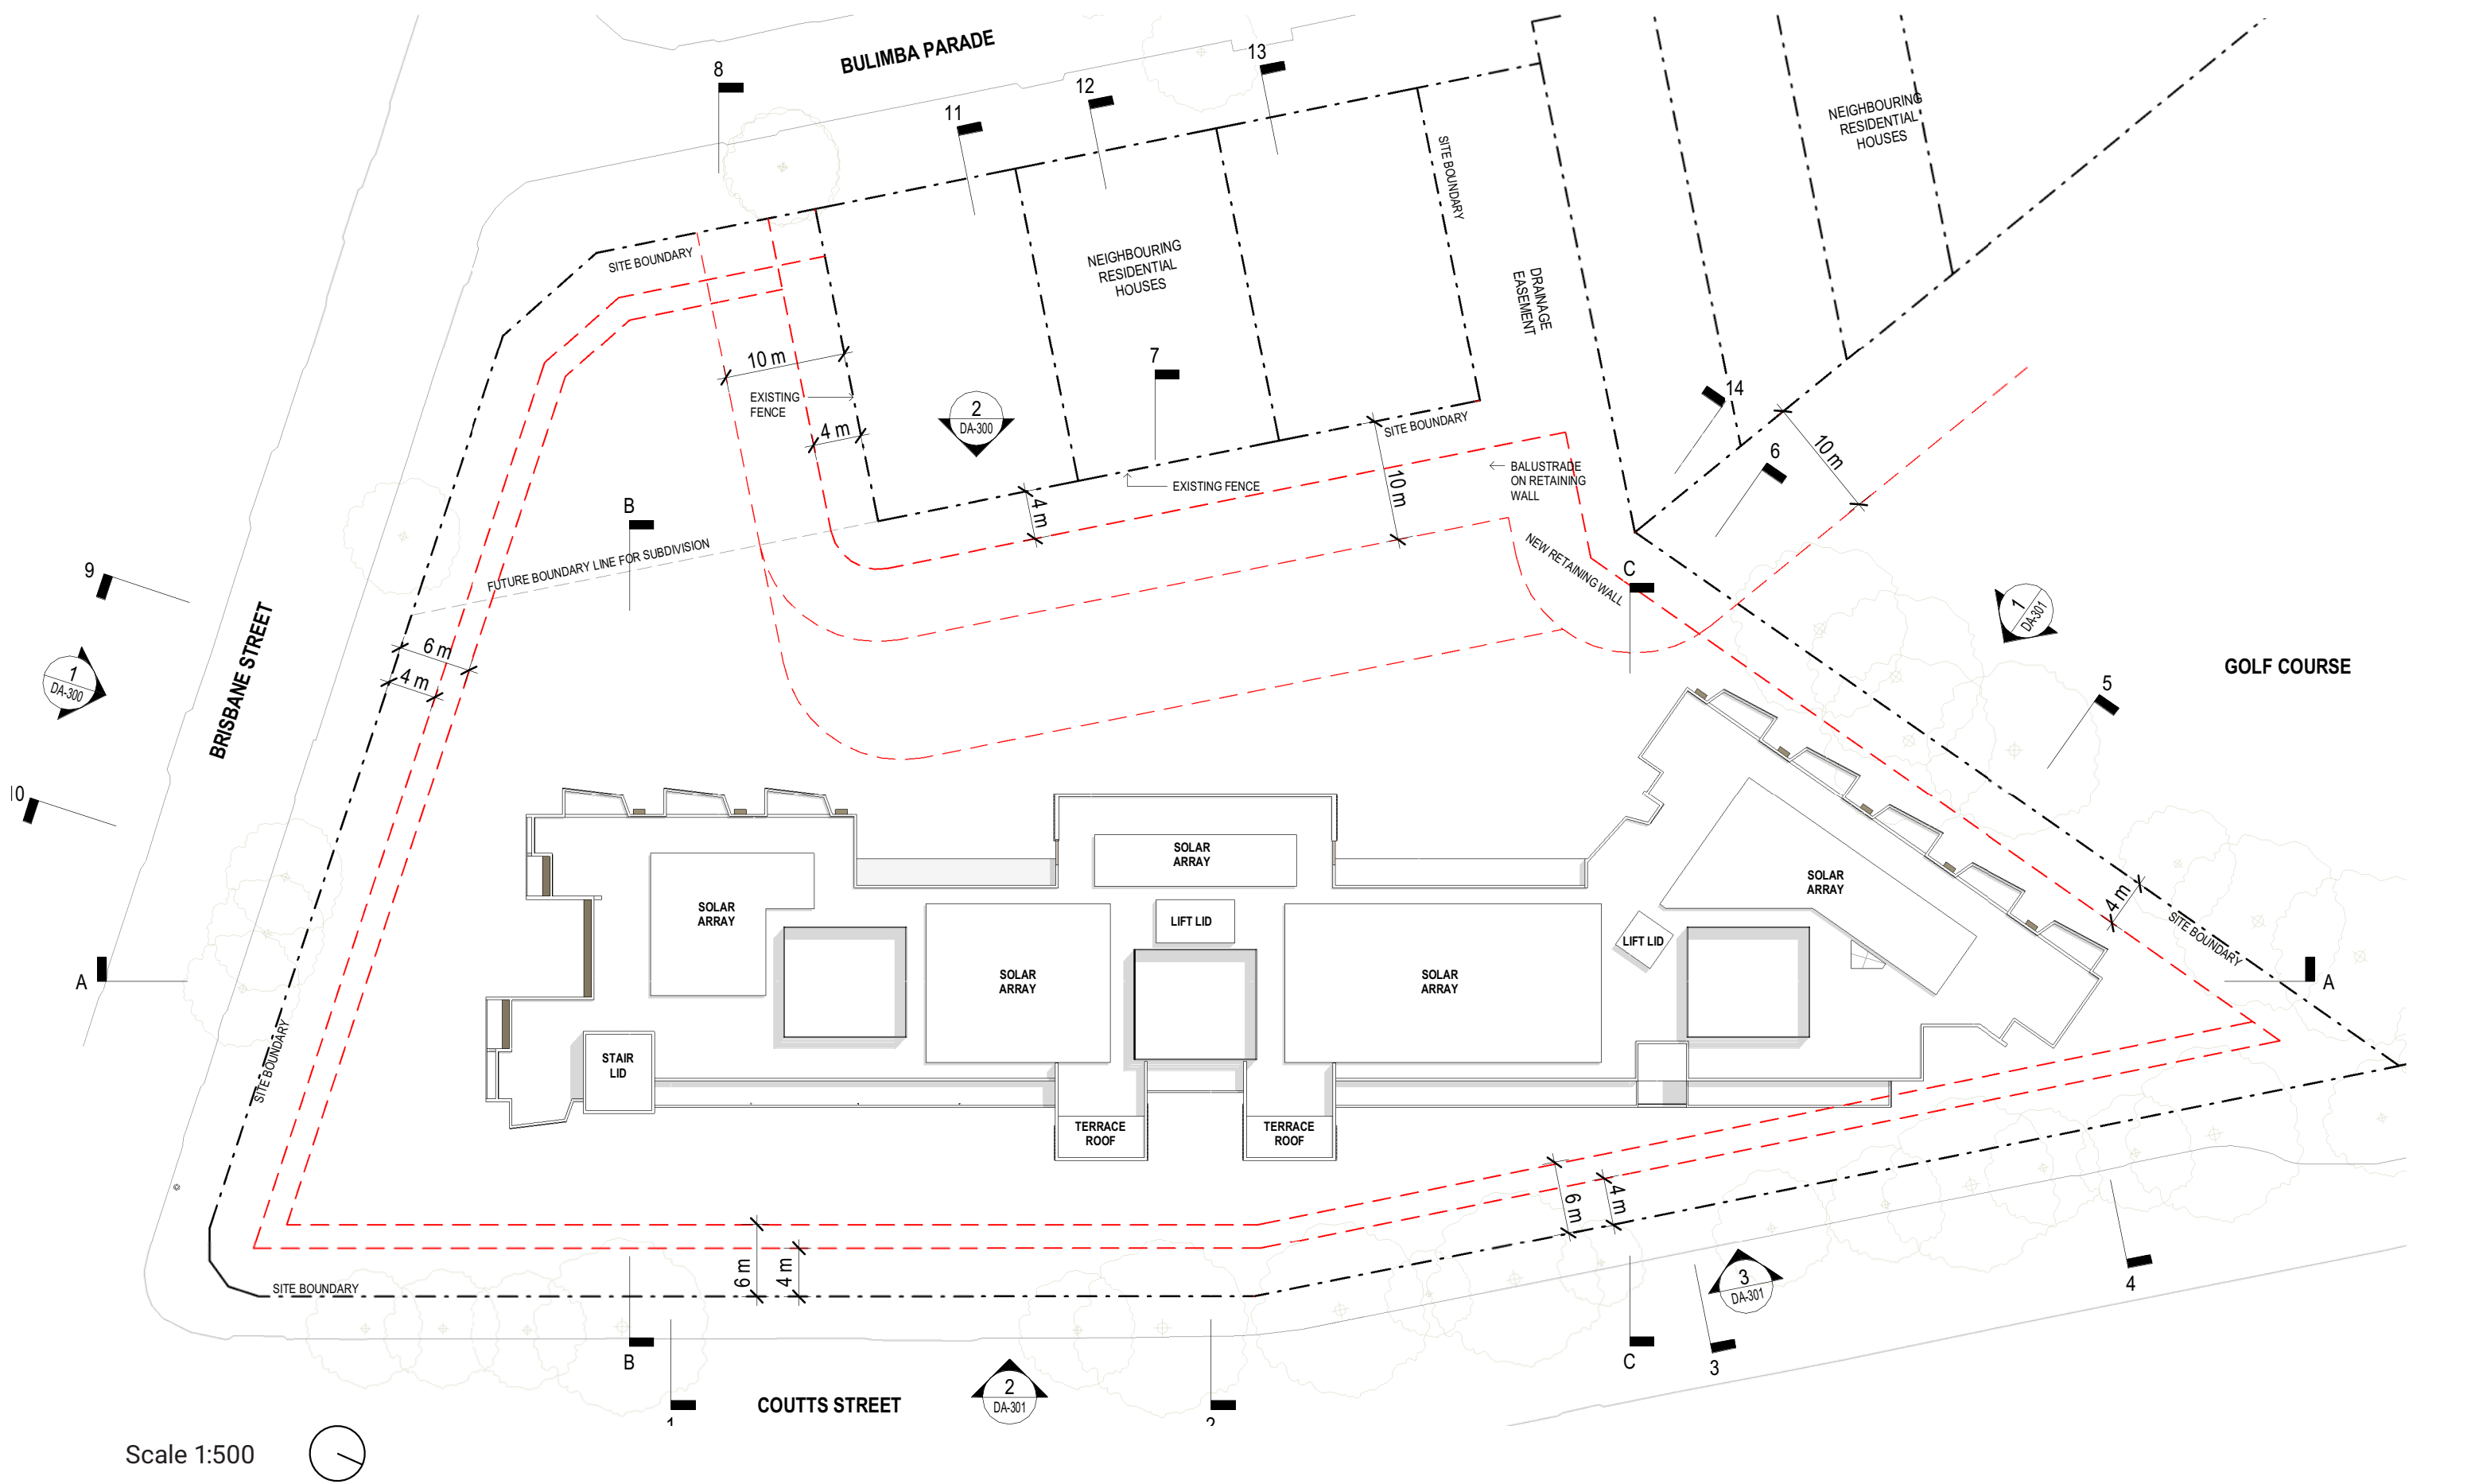 BULIMBA PARADE
8
11
12
13
NEIGHBOURING
RESIDENTIAL
HOUSES
SITE BOUNDARY
SITE BOUNDARY
NEIGHBOURING
RESIDENTIAL
HOUSES
DRAINAGE
EASEMENT
10 m
EXISTING
FENCE
4 m
7
2
DA-300
SITE BOUNDARY
14
6
10 m
BALUSTRADE
ON RETAINING
WALL
EXISTING FENCE
10 m
4 m
B
FUTURE BOUNDARY LINE FOR SUBDIVISION
NEW RETAINING WALL
C
9
BRISBANE STREET
1
DA-300
6 m
4 m
1
DA-301
GOLF COURSE
5
10
SOLAR
ARRAY
SOLAR
ARRAY
SOLAR
ARRAY
LIFT LID
LIFT LID
4 m
SITE BOUNDARY
SOLAR
ARRAY
SOLAR
ARRAY
A
A
STAIR
LID
SITE BOUNDARY
TERRACE
ROOF
TERRACE
ROOF
6 m
4 m
6 m
4 m
SITE BOUNDARY
3
DA-301
4
B
C
3
1
2
2
DA-301
COUTTS STREET
Scale 1:500